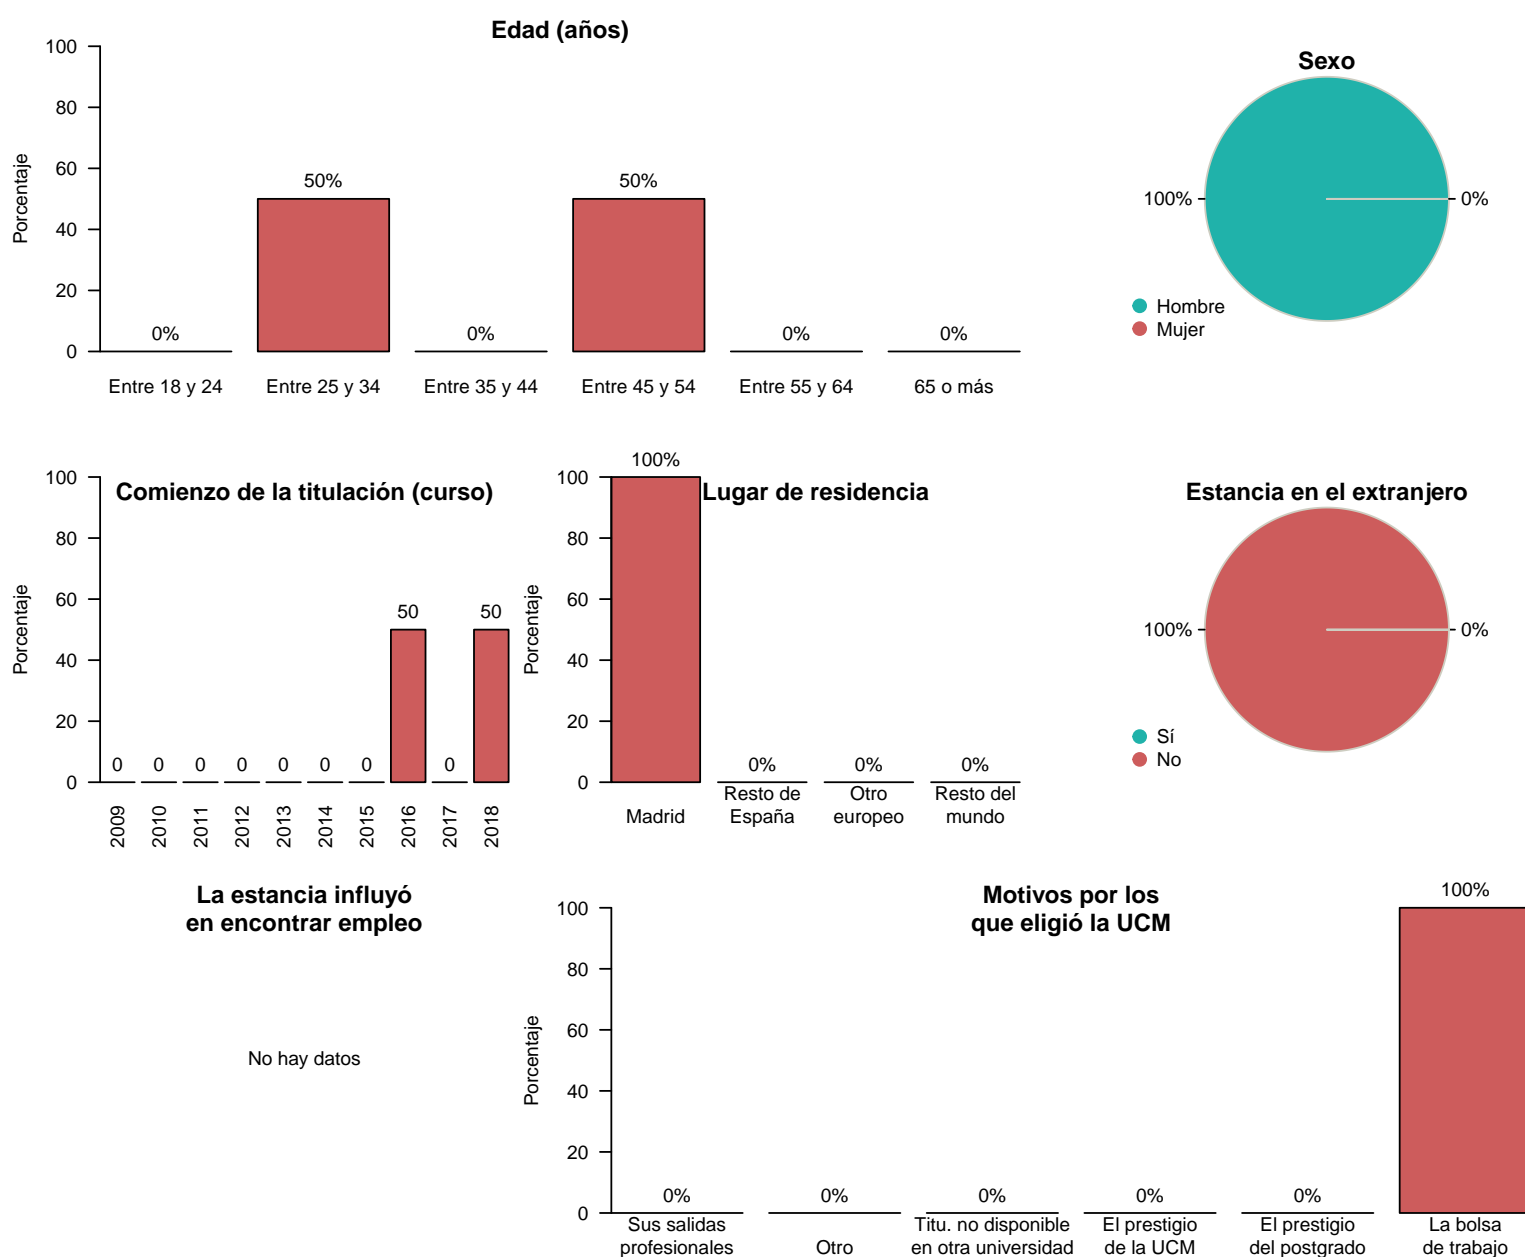 Edad (años)
Porcentaje
100
80
60
40
20
0
0%
50%
0%
50%
0%
0%
Entre 18 y 24
Entre 25 y 34
Entre 35 y 44
Entre 45 y 54
Entre 55 y 64
65 o más
Sexo
100%
0%
Hombre
Mujer
Comienzo de la titulación (curso)
Porcentaje
100
80
60
40
20
0
0
0
0
0
0
0
0
50
0
50
2009
2010
2011
2012
2013
2014
2015
2016
2017
2018
Lugar de residencia
Porcentaje
100
80
60
40
20
0
100%
0%
0%
0%
Madrid
Resto de
España
Otro
europeo
Resto del
mundo
Estancia en el extranjero
100%
0%
Sí
No
La estancia influyó
en encontrar empleo
No hay datos
Motivos por los
que eligió la UCM
Porcentaje
100
80
60
40
20
0
0%
0%
0%
0%
0%
100%
Sus salidas
profesionales
Otro
Titu. no disponible
en otra universidad
El prestigio
de la UCM
El prestigio
del postgrado
La bolsa
de trabajo